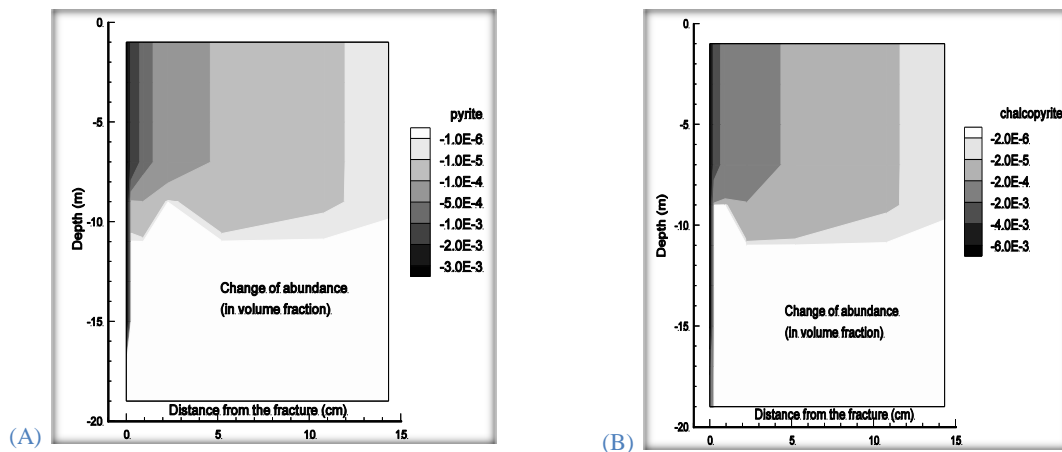 0.
-5.
-10.
-15.
-20.
Depth (m)
pyrite
-1.0E-6
-1.0E-5
-1.0E-4
-5.0E-4
-1.0E-3
-2.0E-3
-3.0E-3
Change of abundance
(in volume fraction)
Distance from the fracture (cm)
0. 5. 10. 15.
(A)
0.
-5.
-10.
-15.
-20.
Depth (m)
chalcopyrite
-2.0E-6
-2.0E-5
-2.0E-4
-2.0E-3
-4.0E-3
-6.0E-3
Change of abundance
(in volume fraction)
Distance from the fracture (cm)
0. 5. 10. 15.
(B)